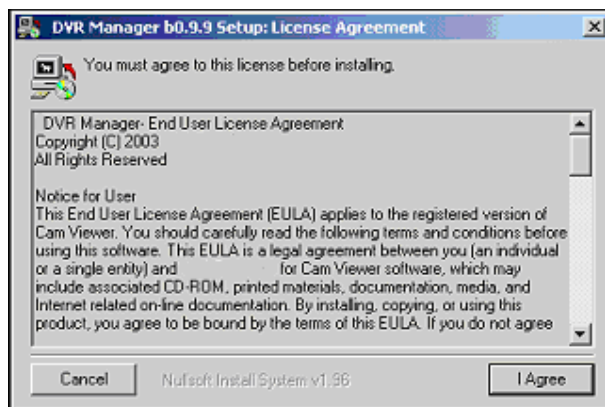 DVR Manager b0.9.9 Setup: License Agreement
You must agree to this license before installing.
DVR Manager- End User License Agreement
Copyright (C) 2003
All Rights Reserved
Notice for User
This End User License Agreement (EULA) applies to the registered version of
Cam Viewer. You should carefully read the following terms and conditions before
using this software. This EULA is a legal agreement between you (an individual
or a single entity) and for Cam Viewer software, which may
include associated CD-ROM, printed materials, documentation, media, and
Internet related on-line documentation. By installing, copying, or using this
product, you agree to be bound by the terms of this EULA. If you do not agree
Cancel
Nullsoft Install System v1.96
I Agree